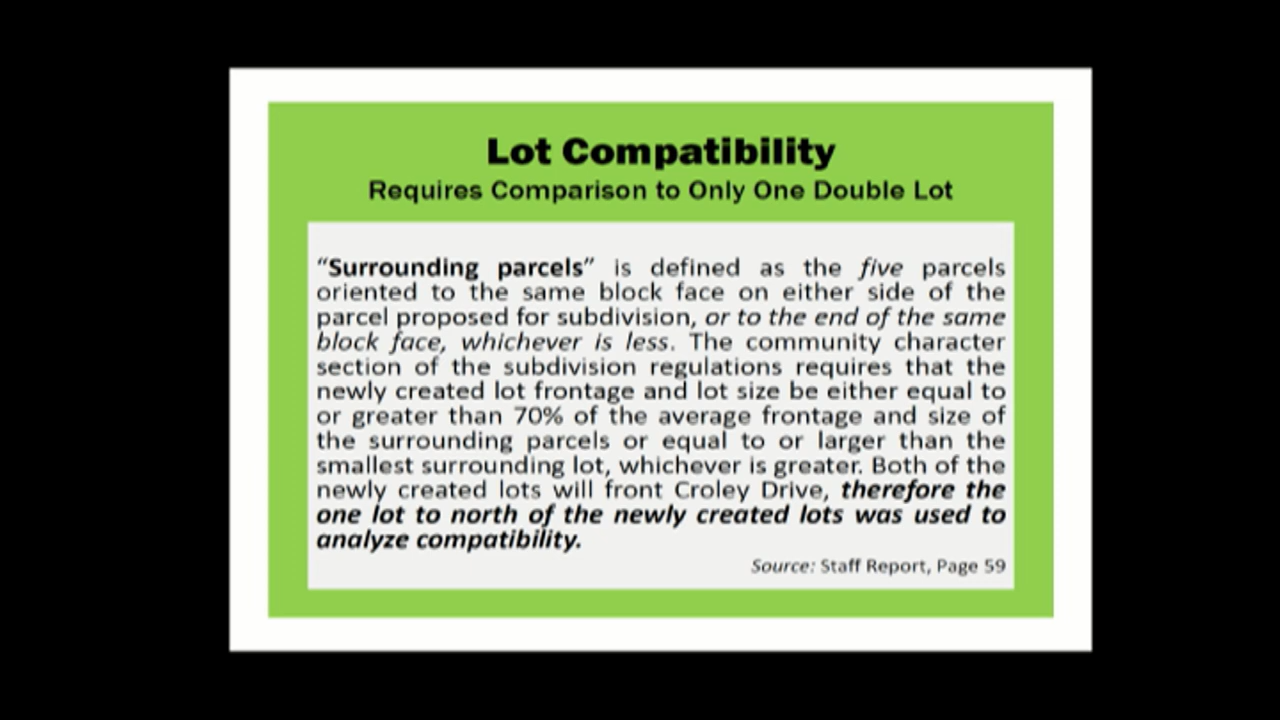 Lot Compatibility
Requires Comparison to Only One Double Lot
“Surrounding parcels” is defined as the five parcels
oriented to the same block face on either side of the
parcel proposed for subdivision, or to the end of the same
block face, whichever is less. The community character
section of the subdivision regulations requires that the
newly created lot frontage and lot size be either equal to
or greater than 70% of the average frontage and size of
the surrounding parcels or equal to or larger than the
smallest surrounding lot, whichever is greater. Both of the
newly created lots will front Croley Drive, therefore the
one lot to north of the newly created lots was used to
analyze compatibility.
Source: Staff Report, Page 59